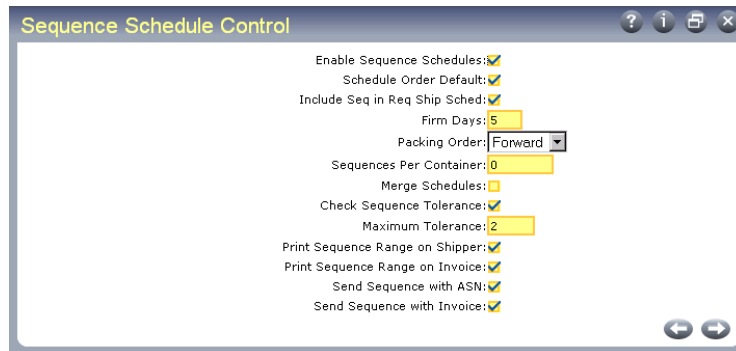 Sequence Schedule Control
? i
Enable Sequence Schedules:
Schedule Order Default:
Include Seq in Req Ship Sched:
Firm Days: 5
Packing Order: Forward
Sequences Per Container: 0
Merge Schedules:
Check Sequence Tolerance:
Maximum Tolerance: 2
Print Sequence Range on Shipper:
Print Sequence Range on Invoice:
Send Sequence with ASN:
Send Sequence with Invoice: